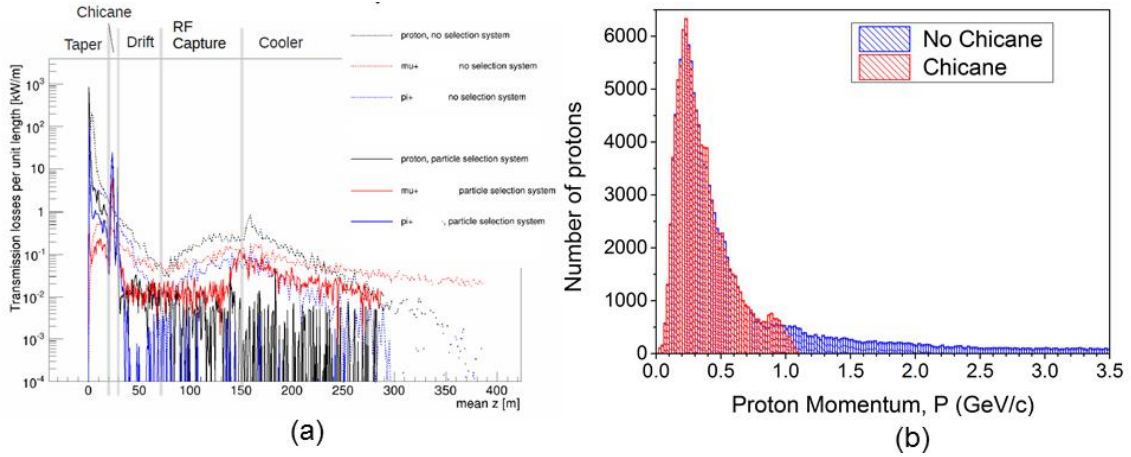 Chicane
Taper
Drift
RF
Capture
Cooler
Transmission losses per unit length [kW/m]
10³
10²
10
1
10⁻¹
10⁻²
10⁻³
10⁻⁴
0 50 100 150 200 250 300 350 400
mean z [m]
proton, no selection system
mu+ no selection system
pi+ no selection system
proton, particle selection system
mu+ particle selection system
pi+ particle selection system
(a)
Number of protons
6000
5000
4000
3000
2000
1000
0
0.0 0.5 1.0 1.5 2.0 2.5 3.0 3.5
Proton Momentum, P (GeV/c)
No Chicane
Chicane
(b)